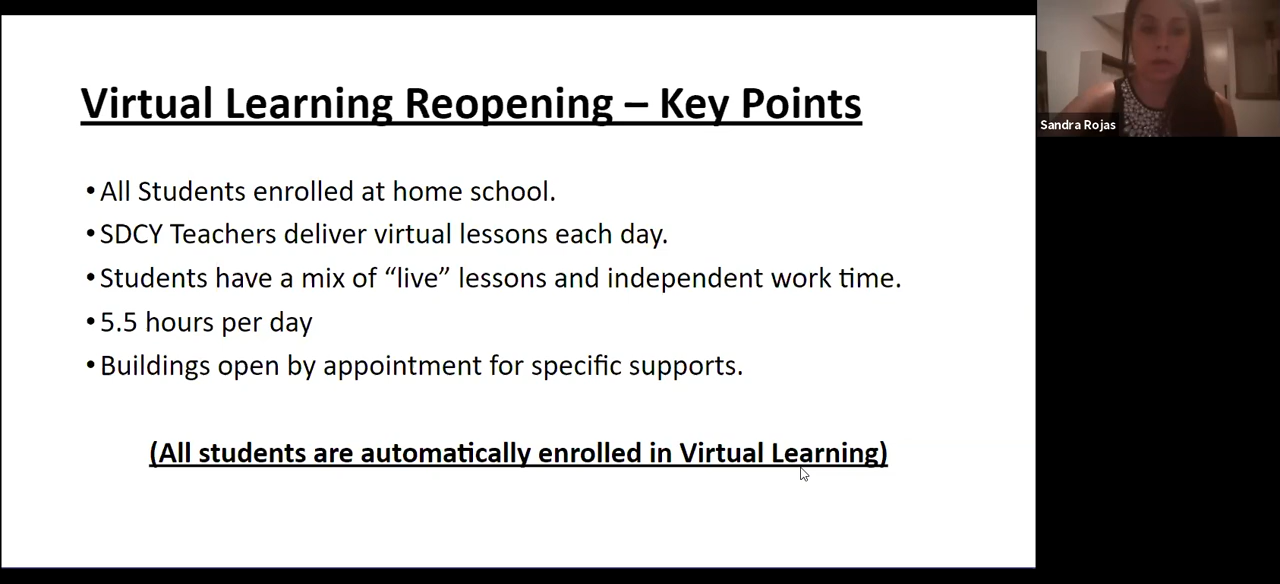 Virtual Learning Reopening – Key Points
•All Students enrolled at home school.
•SDCY Teachers deliver virtual lessons each day.
•Students have a mix of “live” lessons and independent work time.
•5.5 hours per day
•Buildings open by appointment for specific supports.
(All students are automatically enrolled in Virtual Learning)
Sandra Rojas